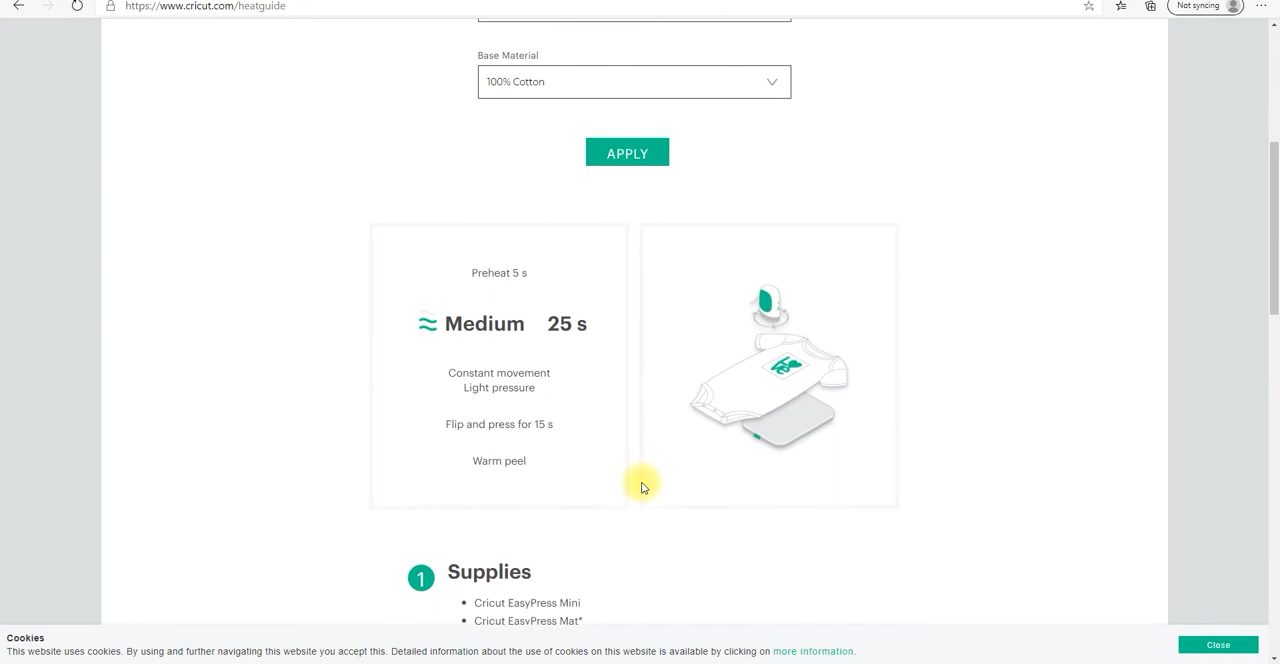 https://www.cricut.com/heatguide
Not syncing
Base Material
100% Cotton
APPLY
Preheat 5 s
Medium 25 s
Constant movement
Light pressure
Flip and press for 15 s
Warm peel
LOVE
1 Supplies
• Cricut EasyPress Mini
• Cricut EasyPress Mat*
Cookies
This website uses cookies. By using and further navigating this website you accept this. Detailed information about the use of cookies on this website is available by clicking on more information.
Close